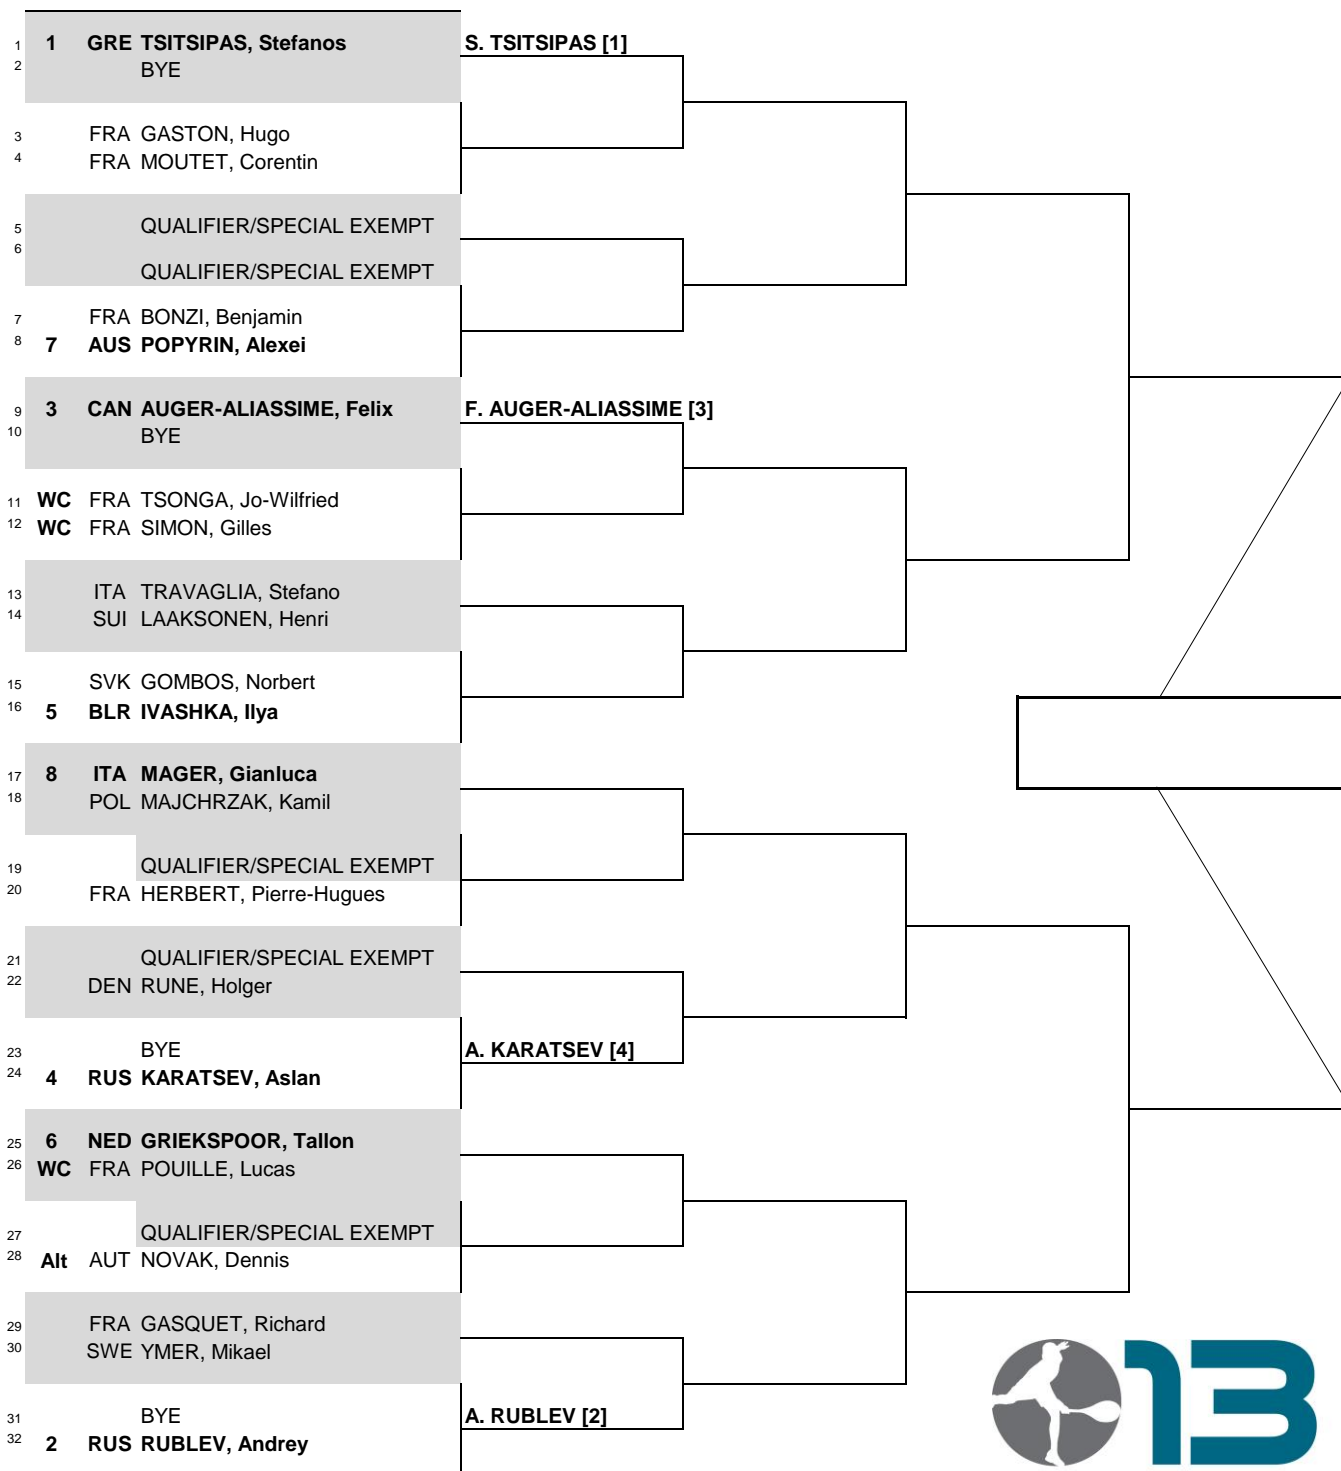 1 1 GRE TSITSIPAS, Stefanos S. TSITSIPAS [1]
2 BYE
3 FRA GASTON, Hugo
4 FRA MOUTET, Corentin
5 QUALIFIER/SPECIAL EXEMPT
6 QUALIFIER/SPECIAL EXEMPT
7 FRA BONZI, Benjamin
8 7 AUS POPYRIN, Alexei
9 3 CAN AUGER-ALIASSIME, Felix F. AUGER-ALIASSIME [3]
10 BYE
11 WC FRA TSONGA, Jo-Wilfried
12 WC FRA SIMON, Gilles
13 ITA TRAVAGLIA, Stefano
14 SUI LAAKSONEN, Henri
15 SVK GOMBOS, Norbert
16 5 BLR IVASHKA, Ilya
17 8 ITA MAGER, Gianluca
18 POL MAJCHRZAK, Kamil
19 QUALIFIER/SPECIAL EXEMPT
20 FRA HERBERT, Pierre-Hugues
21 QUALIFIER/SPECIAL EXEMPT
22 DEN RUNE, Holger
23 BYE A. KARATSEV [4]
24 4 RUS KARATSEV, Aslan
25 6 NED GRIEKSPOOR, Tallon
26 WC FRA POUILLE, Lucas
27 QUALIFIER/SPECIAL EXEMPT
28 Alt AUT NOVAK, Dennis
29 FRA GASQUET, Richard
30 SWE YMER, Mikael
31 BYE A. RUBLEV [2]
32 2 RUS RUBLEV, Andrey
13